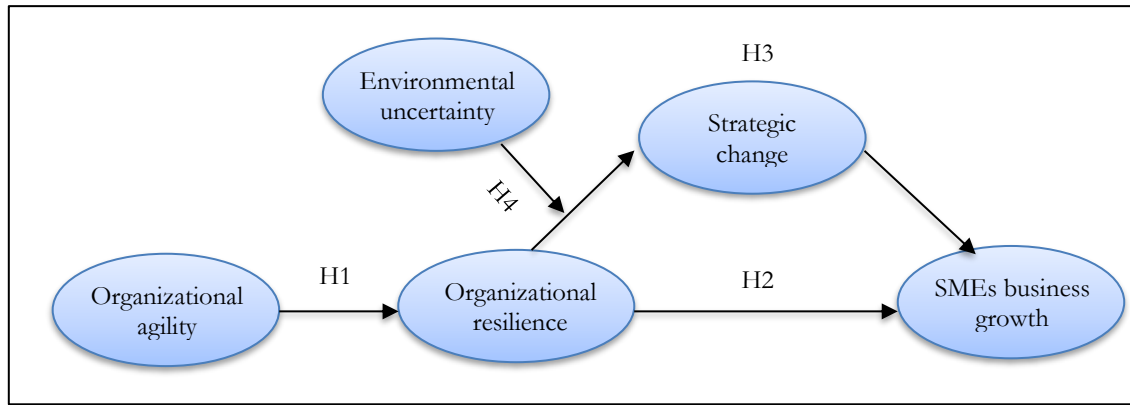 H3
Environmental
uncertainty
Strategic
change
H4
H1
H2
Organizational
agility
Organizational
resilience
SMEs business
growth